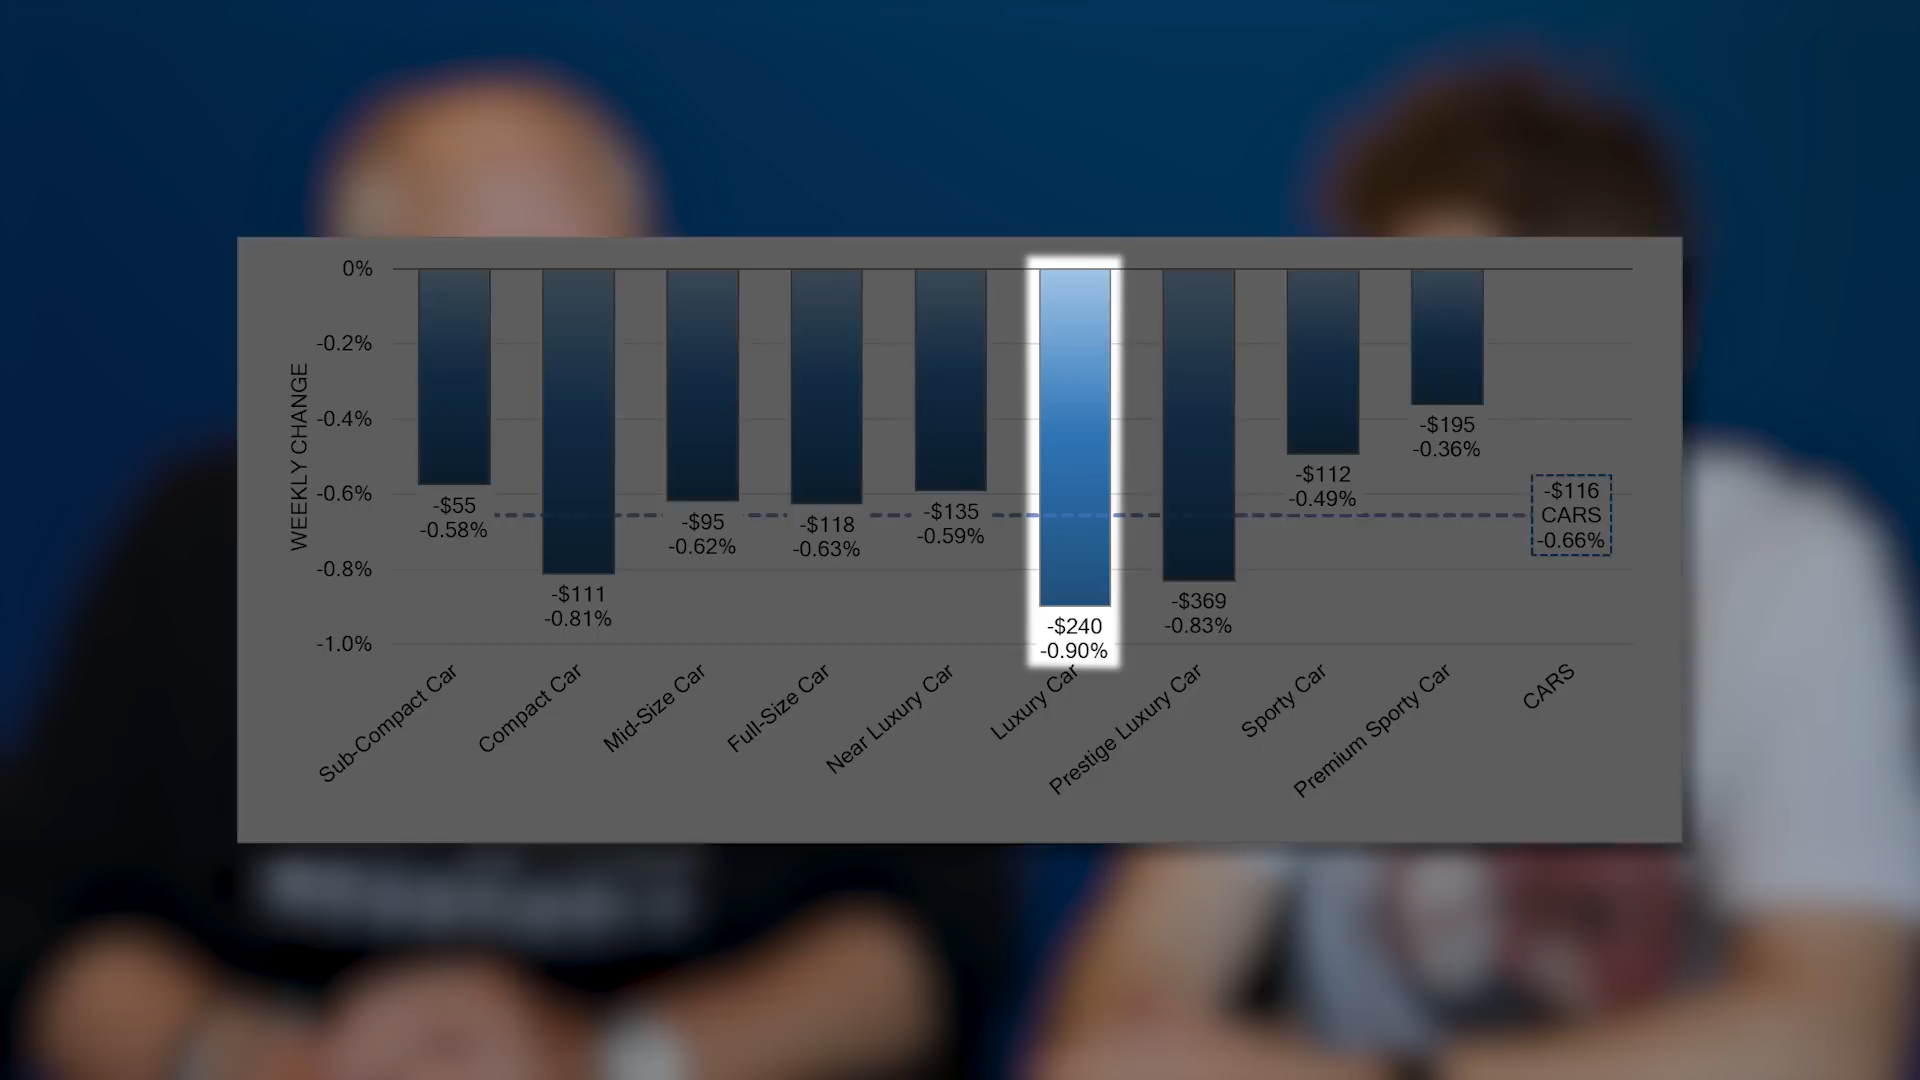 WEEKLY CHANGE
0%
-0.2%
-0.4%
-0.6%
-0.8%
-1.0%
-$55
-0.58%
-$111
-0.81%
-$95
-0.62%
-$118
-0.63%
-$135
-0.59%
-$240
-0.90%
-$369
-0.83%
-$112
-0.49%
-$195
-0.36%
-$116
CARS
-0.66%
Sub-Compact Car
Compact Car
Mid-Size Car
Full-Size Car
Near Luxury Car
Luxury Car
Prestige Luxury Car
Sporty Car
Premium Sporty Car
CARS